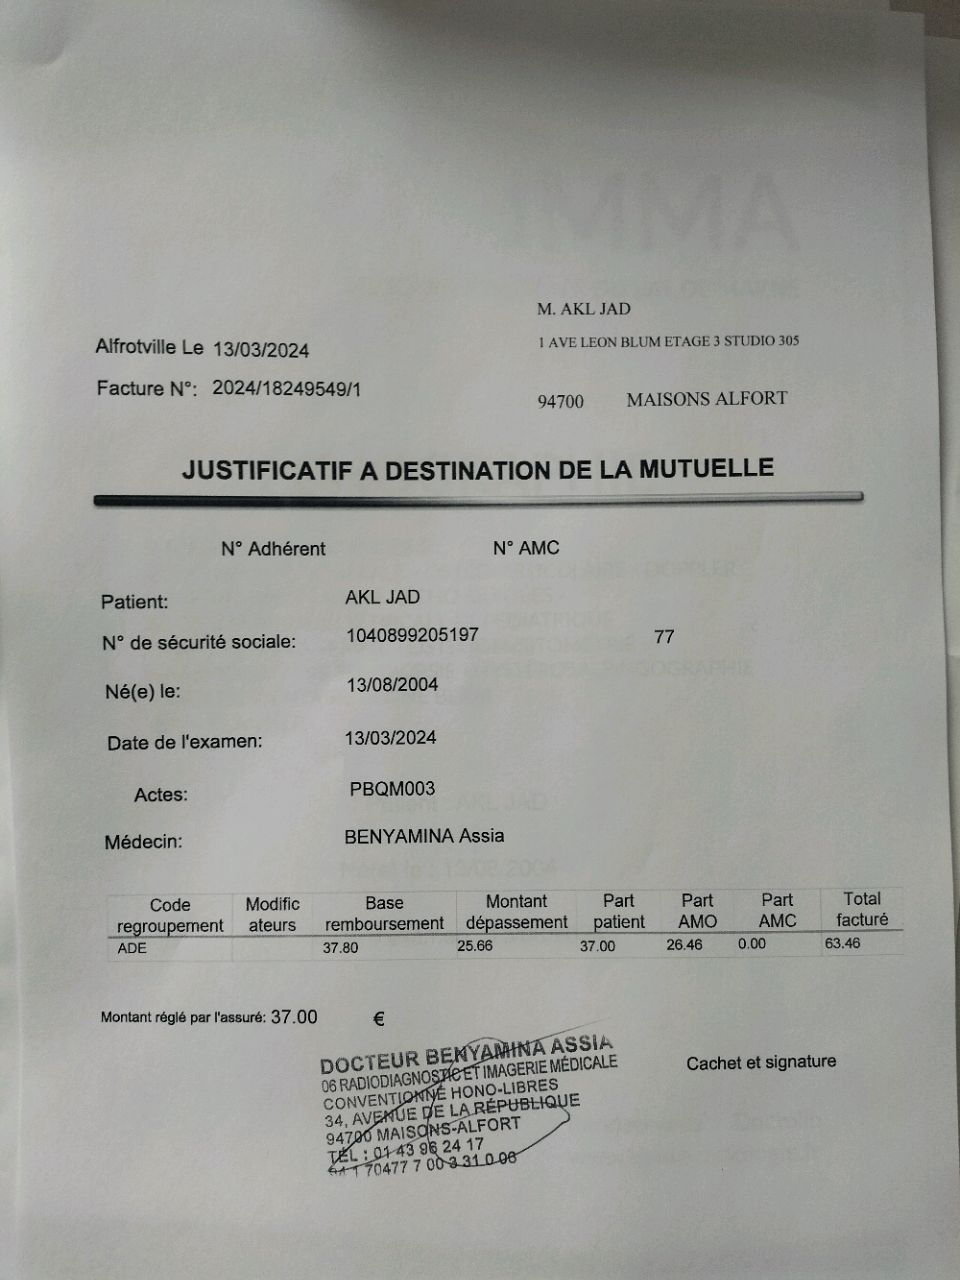 M. AKL JAD
1 AVE LEON BLUM ETAGE 3 STUDIO 305
Alfrotville Le 13/03/2024
Facture N°: 2024/18249549/1
94700 MAISONS ALFORT
JUSTIFICATIF A DESTINATION DE LA MUTUELLE
N° Adhérent N° AMC
Patient: AKL JAD
N° de sécurité sociale: 1040899205197 77
Né(e) le: 13/08/2004
Date de l'examen: 13/03/2024
Actes: PBQM003
Médecin: BENYAMINA Assia
Code regroupement Modific ateurs Base remboursement Montant dépassement Part patient Part AMO Part AMC Total facturé
ADE 37.80 25.66 37.00 26.46 0.00 63.46
Montant réglé par l'assuré: 37.00 €
Cachet et signature
DOCTEUR BENYAMINA ASSIA
06 RADIODIAGNOSTIC ET IMAGERIE MÉDICALE
CONVENTIONNÉ HONO-LIBRES
34, AVENUE DE LA RÉPUBLIQUE
94700 MAISONS-ALFORT
TÉL : 01 43 96 24 17
70477 7 00 3 31 0 06